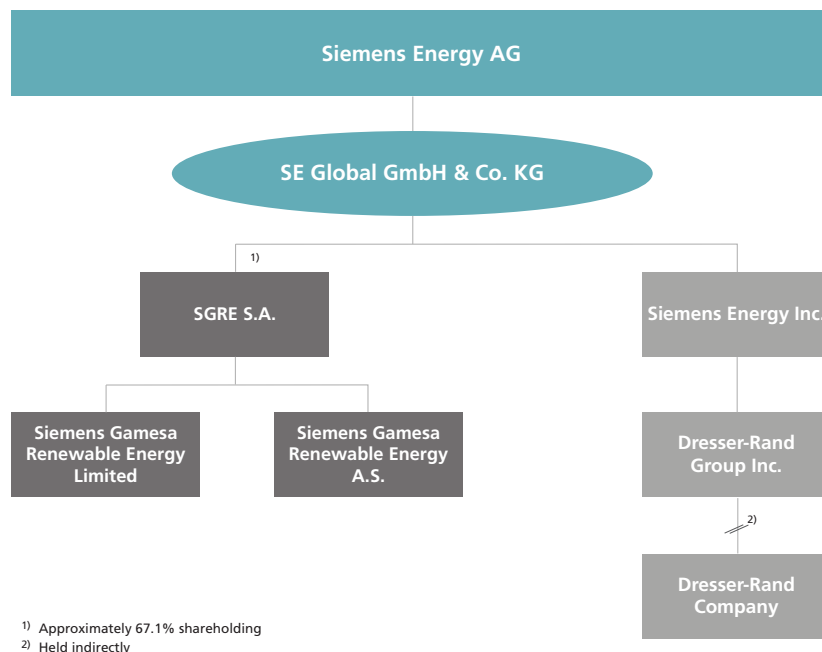 Siemens Energy AG
SE Global GmbH & Co. KG
1)
SGRE S.A.
Siemens Energy Inc.
Siemens Gamesa
Renewable Energy
Limited
Siemens Gamesa
Renewable Energy
A.S.
Dresser-Rand
Group Inc.
2)
Dresser-Rand
Company
1) Approximately 67.1% shareholding
2) Held indirectly